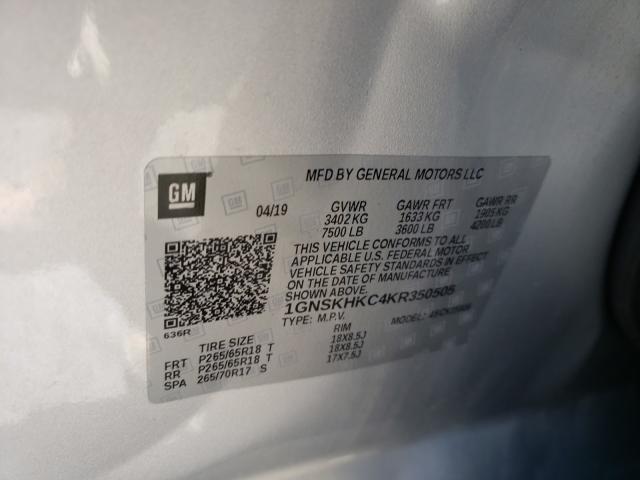 GM
MFD BY GENERAL MOTORS LLC
04/19 GVWR GAWR FRT GAWR RR
3402 KG 1633 KG 1905 KG
7500 LB 3600 LB 4200 LB
THIS VEHICLE CONFORMS TO ALL
APPLICABLE U.S. FEDERAL MOTOR
VEHICLE SAFETY STANDARDS IN EFFECT
ON THE DATE OF MANUFACTURE
SHOWN ABOVE.
1GNSKHKC4KR350505
636R
TYPE: M.P.V. MODEL:
TIRE SIZE RIM
FRT P265/65R18 T 18X8.5J
RR P265/65R18 T 18X8.5J
SPA 265/70R17 S 17X7.5J